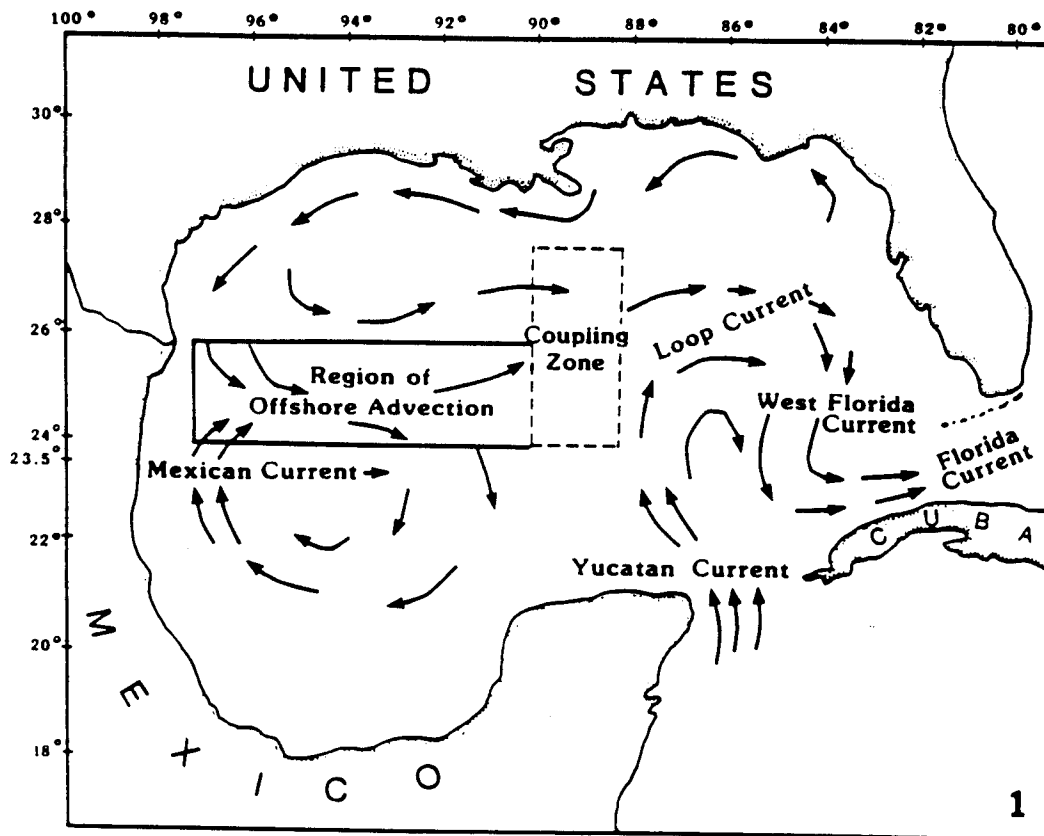 100° 98° 96° 94° 92° 90° 88° 86° 84° 82° 80°
UNITED STATES
30°
28°
26°
24°
23.5°
22°
20°
18°
Coupling
Zone
Loop Current
Region of
Offshore Advection
West Florida
Current
Florida
Current
Mexican Current
CUBA
Yucatan Current
MEXICO
1